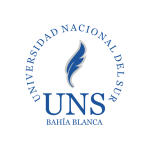 UNIVERSIDAD NACIONAL DEL SUR
UNS
BAHÍA BLANCA